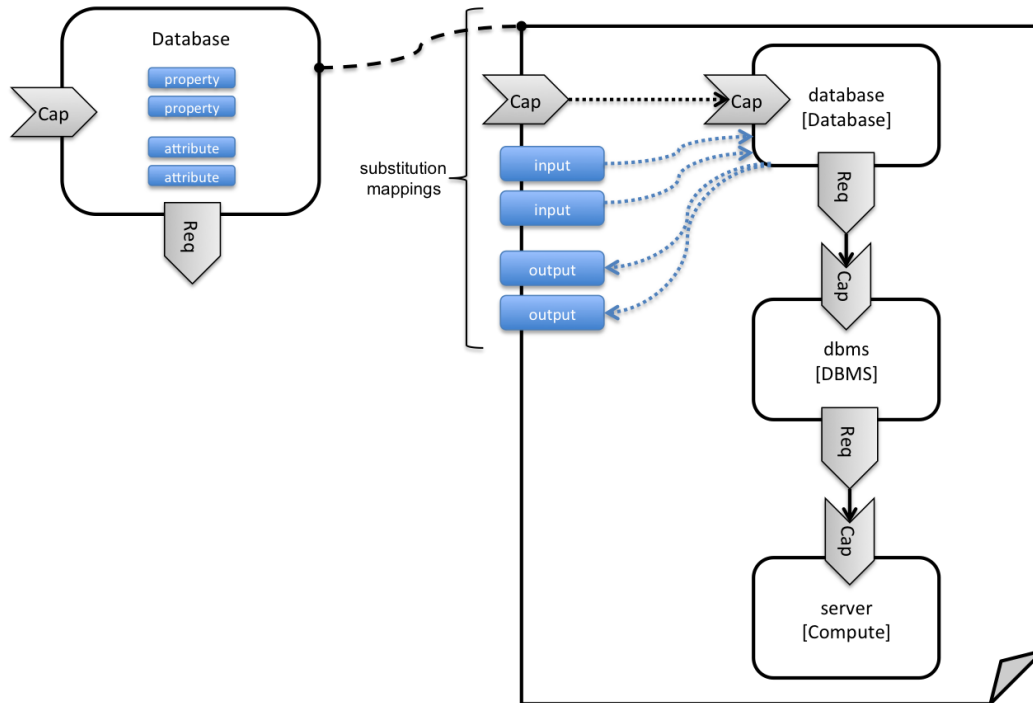 Database
property
property
attribute
attribute
Cap
Req
substitution
mappings
Cap
input
input
output
output
Cap
database
[Database]
Req
Cap
dbms
[DBMS]
Req
Cap
server
[Compute]